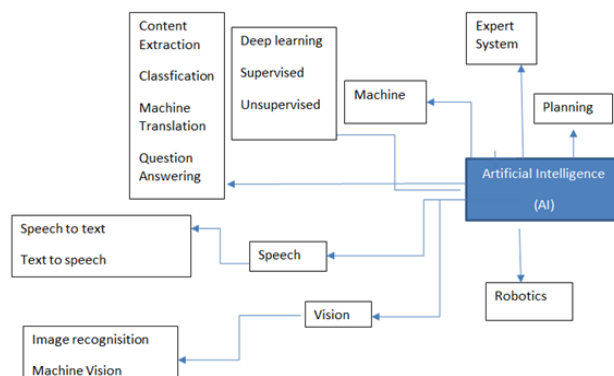 Content
Extraction
Classfication
Machine
Translation
Question
Answering
Deep learning
Supervised
Unsupervised
Machine
Expert
System
Planning
Artificial Intelligence
(AI)
Speech to text
Text to speech
Speech
Robotics
Vision
Image recognisition
Machine Vision